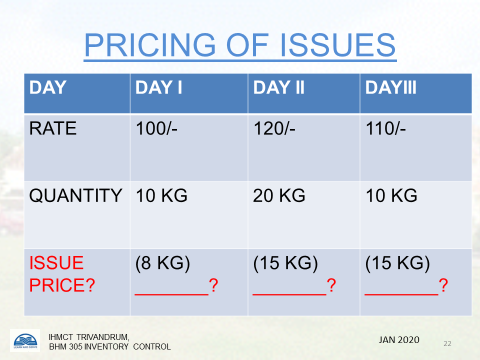 PRICING OF ISSUES
DAY DAY I DAY II DAYIII
RATE 100/- 120/- 110/-
QUANTITY 10 KG 20 KG 10 KG
ISSUE (8 KG) (15 KG) (15 KG)
PRICE? _______? _______? _______?
IHMCT TRIVANDRUM,
BHM 305 INVENTORY CONTROL
JAN 2020
22